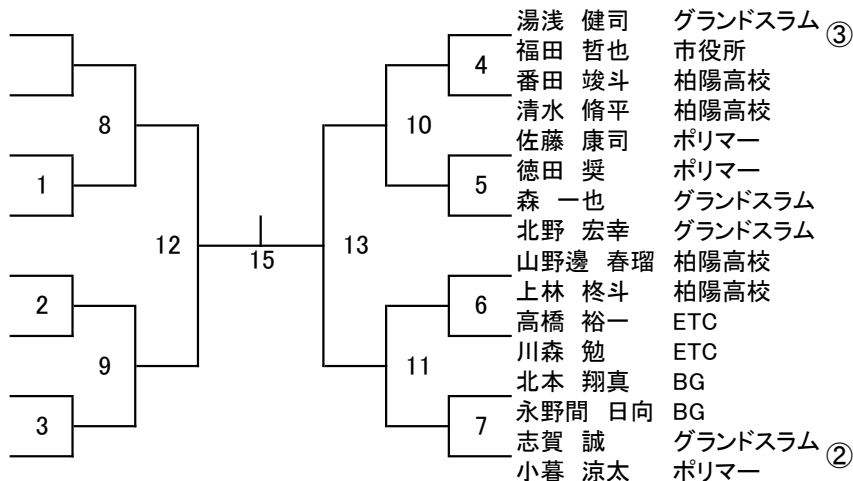 湯浅 健司 グランドスラム ③
福田 哲也 市役所
番田 竣斗 柏陽高校
清水 脩平 柏陽高校
佐藤 康司 ポリマー
徳田 奨 ポリマー
森 一也 グランドスラム
北野 宏幸 グランドスラム
山野邊 春瑠 柏陽高校
上林 柊斗 柏陽高校
高橋 裕一 ETC
川森 勉 ETC
北本 翔真 BG
永野間 日向 BG
志賀 誠 グランドスラム ②
小暮 涼太 ポリマー
4
8
10
1
5
12
15
13
2
6
9
11
3
7